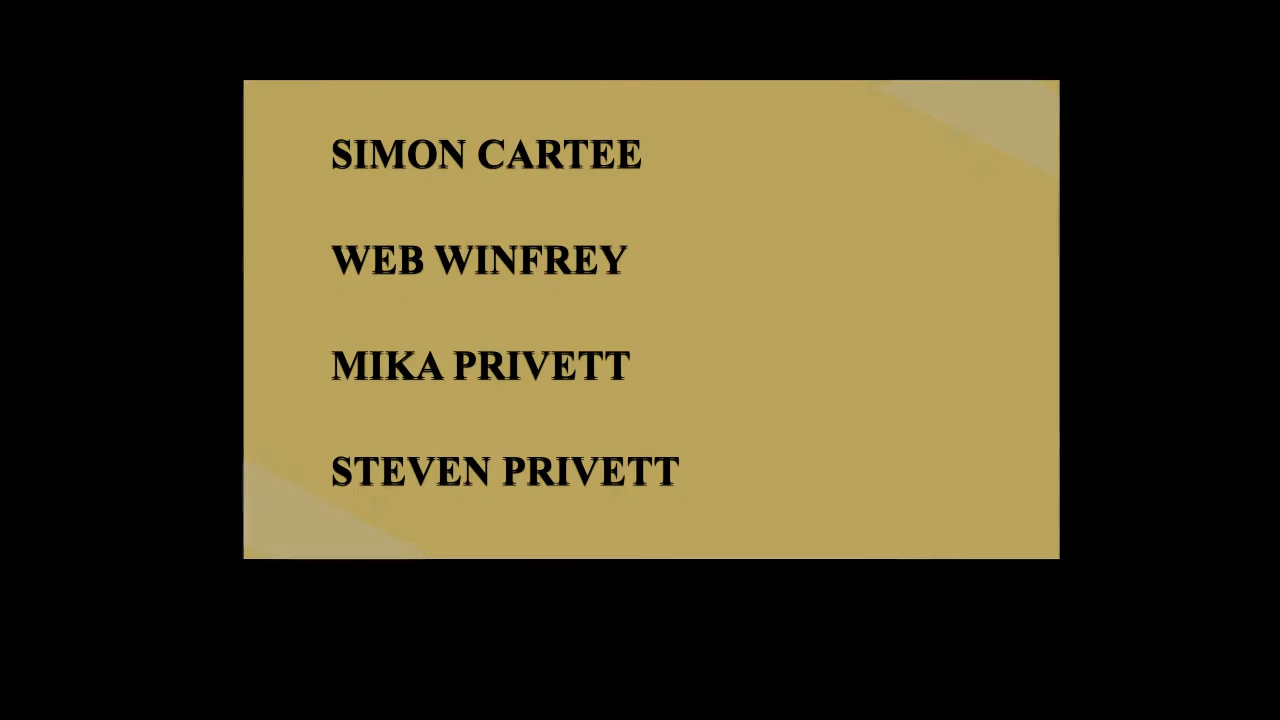 SIMON CARTEE
WEB WINFREY
MIKA PRIVETT
STEVEN PRIVETT